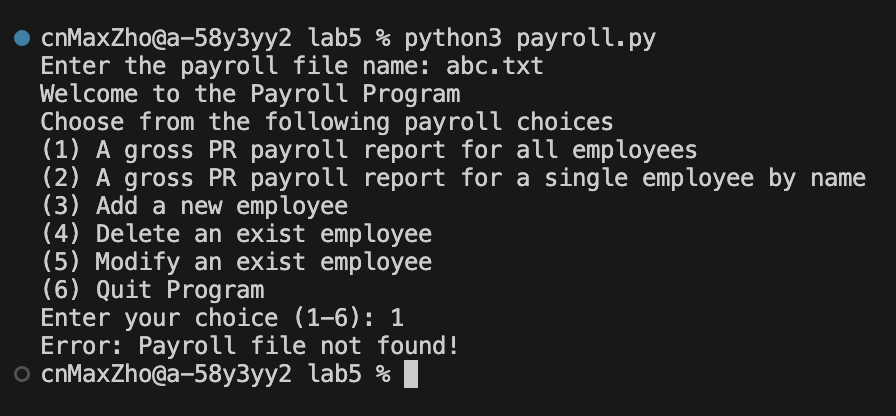 cnMaxZho@a-58y3yy2 lab5 % python3 payroll.py
Enter the payroll file name: abc.txt
Welcome to the Payroll Program
Choose from the following payroll choices
(1) A gross PR payroll report for all employees
(2) A gross PR payroll report for a single employee by name
(3) Add a new employee
(4) Delete an exist employee
(5) Modify an exist employee
(6) Quit Program
Enter your choice (1-6): 1
Error: Payroll file not found!
cnMaxZho@a-58y3yy2 lab5 %